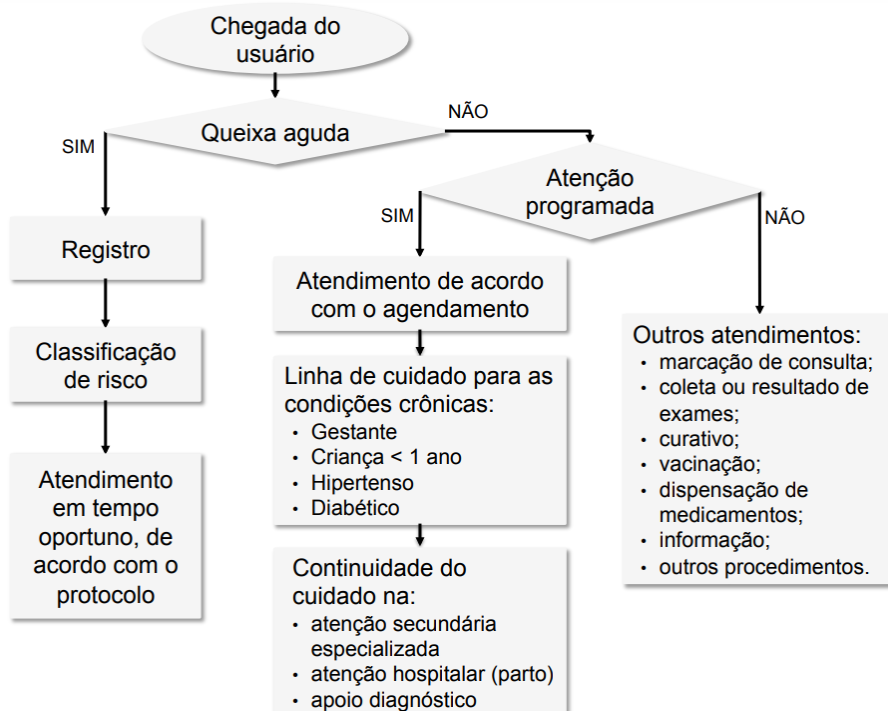 Chegada do
usuário
Queixa aguda
SIM
NÃO
Registro
Classificação
de risco
Atendimento
em tempo
oportuno, de
acordo com o
protocolo
Atenção
programada
SIM
NÃO
Atendimento de acordo
com o agendamento
Linha de cuidado para as
condições crônicas:
• Gestante
• Criança < 1 ano
• Hipertenso
• Diabético
Continuidade do
cuidado na:
• atenção secundária
especializada
• atenção hospitalar (parto)
• apoio diagnóstico
Outros atendimentos:
• marcação de consulta;
• coleta ou resultado de
exames;
• curativo;
• vacinação;
• dispensação de
medicamentos;
• informação;
• outros procedimentos.